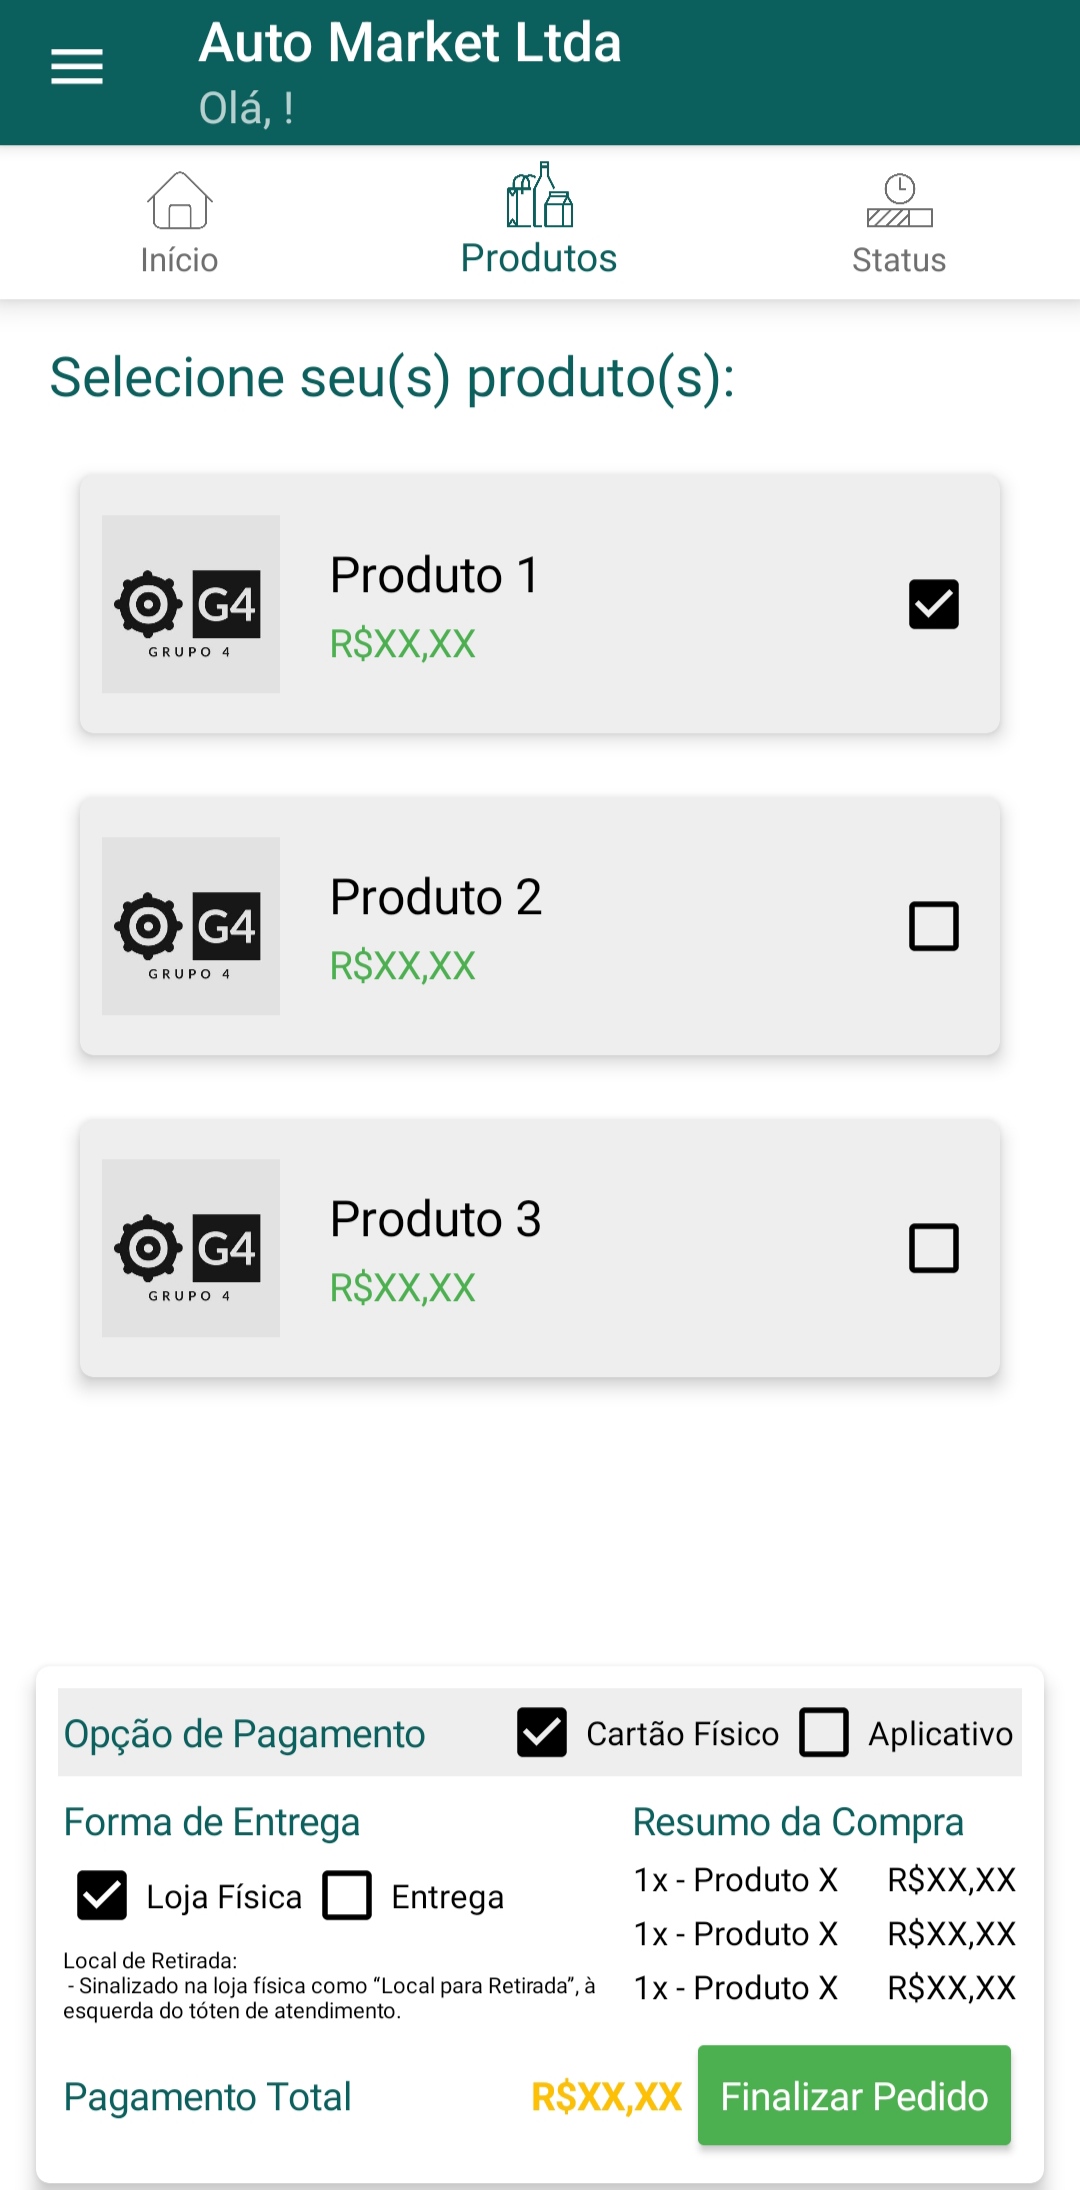 Auto Market Ltda
Olá, !
Início
Produtos
Status
Selecione seu(s) produto(s):
G4
GRUPO 4
Produto 1
R$XX,XX
G4
GRUPO 4
Produto 2
R$XX,XX
G4
GRUPO 4
Produto 3
R$XX,XX
Opção de Pagamento
Cartão Físico
Aplicativo
Forma de Entrega
Loja Física
Entrega
Local de Retirada:
- Sinalizado na loja física como “Local para Retirada”, à
esquerda do tóten de atendimento.
Resumo da Compra
1x - Produto X R$XX,XX
1x - Produto X R$XX,XX
1x - Produto X R$XX,XX
Pagamento Total
R$XX,XX
Finalizar Pedido